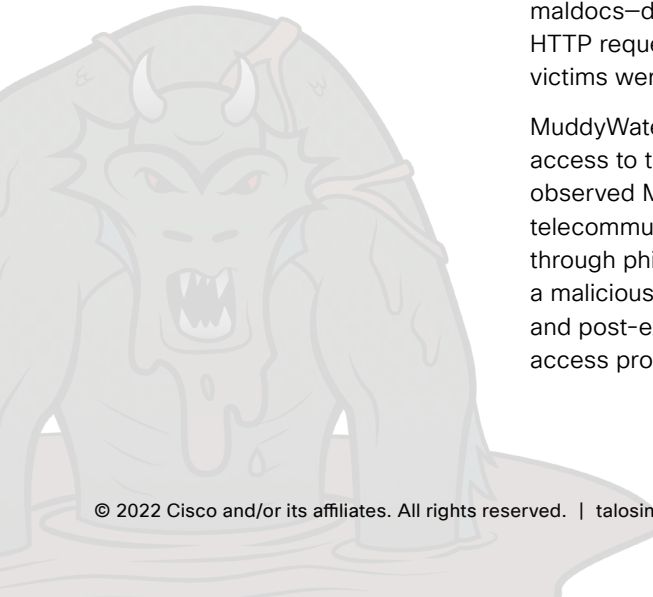 maldocs—d
HTTP reque
victims wer
MuddyWate
access to t
observed M
telecommu
through phi
a malicious
and post-e
access pro
© 2022 Cisco and/or its affiliates. All rights reserved. | talosin